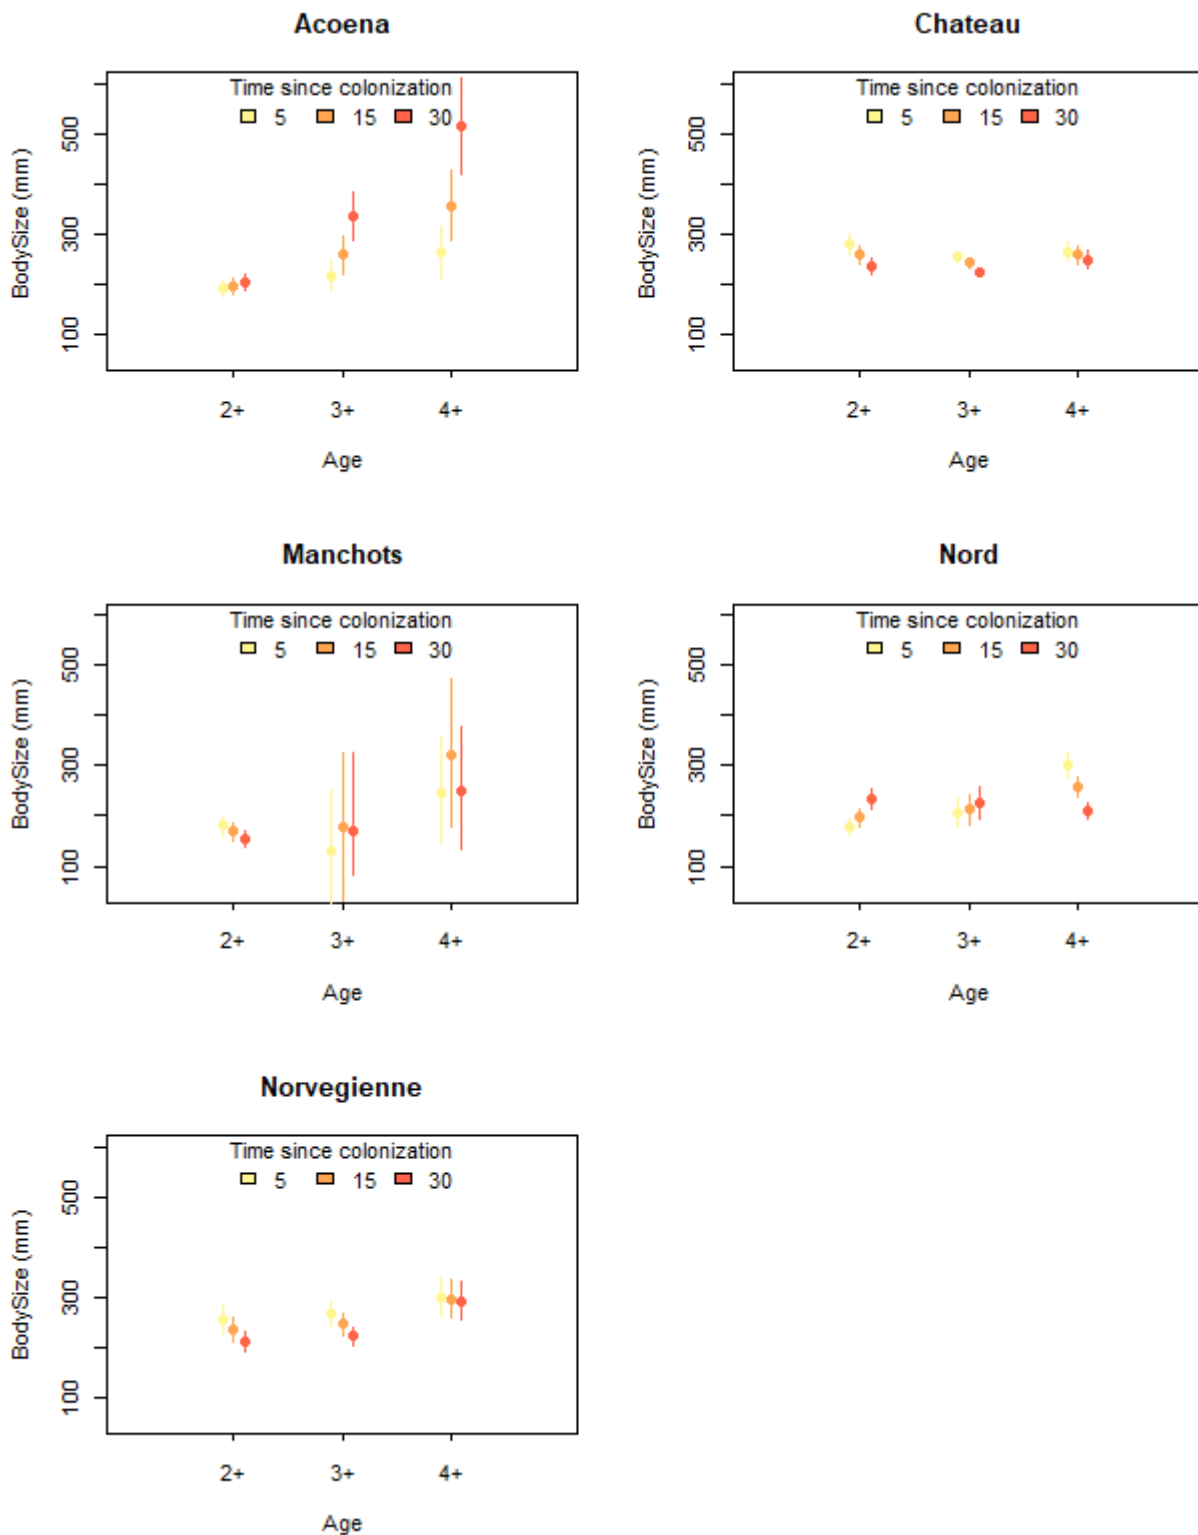 Acoena
Time since colonization
5 15 30
BodySize (mm)
500
300
100
2+ 3+ 4+
Age
Chateau
Time since colonization
5 15 30
BodySize (mm)
500
300
100
2+ 3+ 4+
Age
Manchots
Time since colonization
5 15 30
BodySize (mm)
500
300
100
2+ 3+ 4+
Age
Nord
Time since colonization
5 15 30
BodySize (mm)
500
300
100
2+ 3+ 4+
Age
Norvegienne
Time since colonization
5 15 30
BodySize (mm)
500
300
100
2+ 3+ 4+
Age